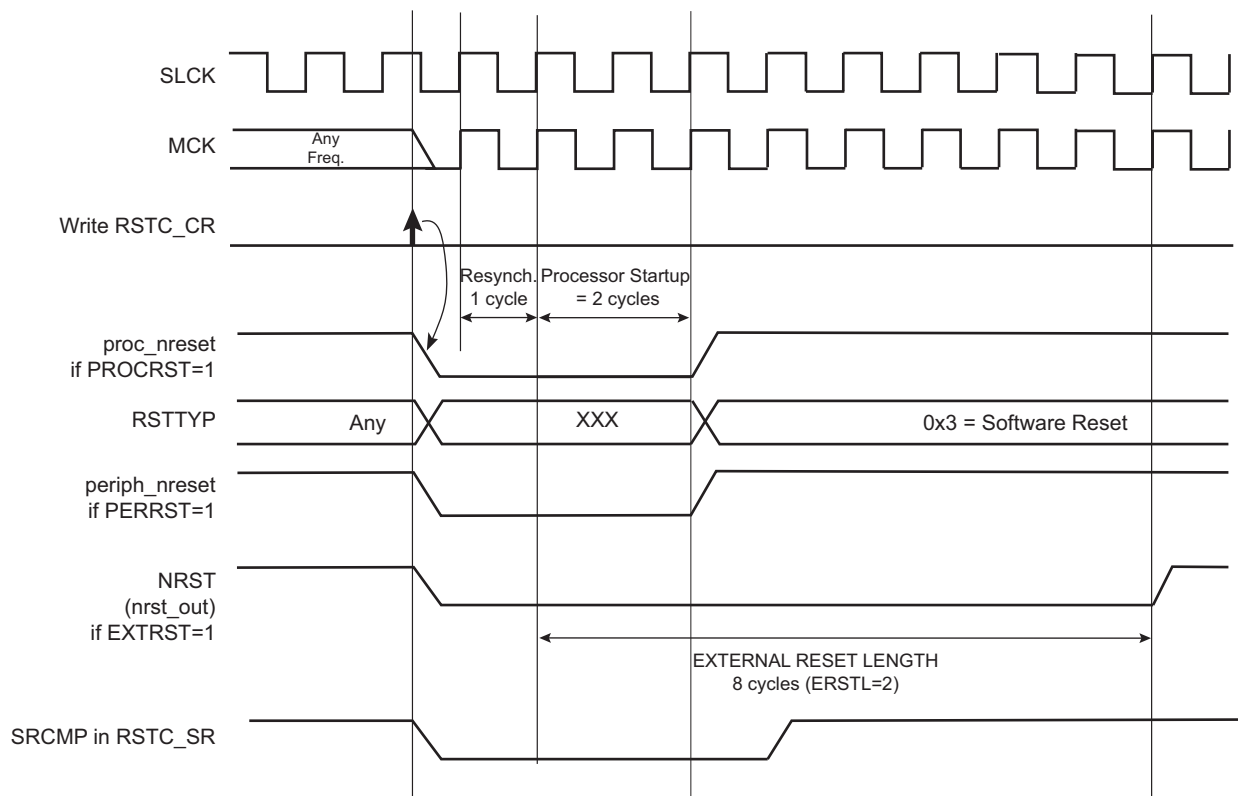 SLCK
MCK
Any
Freq.
Write RSTC_CR
Resynch.
1 cycle
Processor Startup
= 2 cycles
proc_nreset
if PROCRST=1
RSTTYP
Any
XXX
0x3 = Software Reset
periph_nreset
if PERRST=1
NRST
(nrst_out)
if EXTRST=1
EXTERNAL RESET LENGTH
8 cycles (ERSTL=2)
SRCMP in RSTC_SR